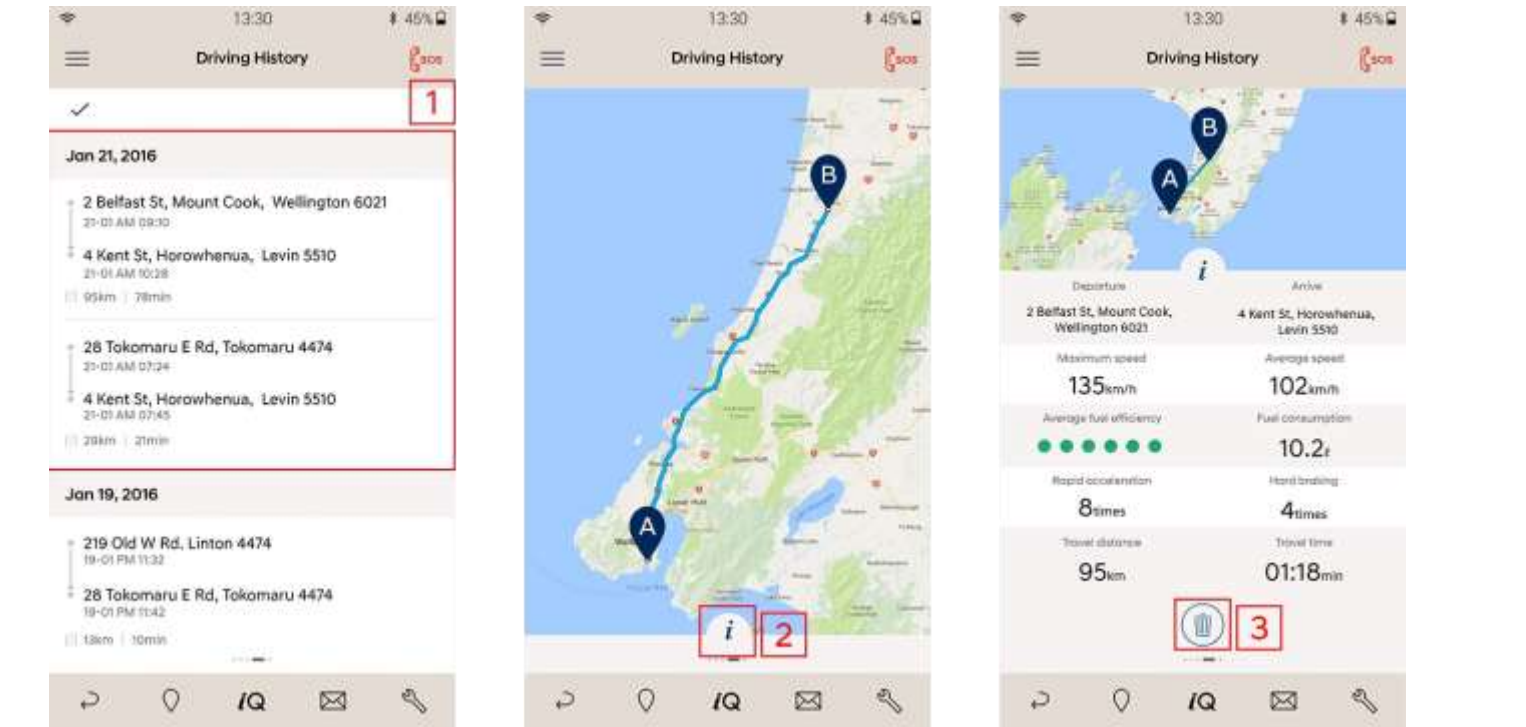 13:30
45%
Driving History
SOS
1
Jan 21, 2016
2 Belfast St, Mount Cook, Wellington 6021
21-01 AM 09:10
4 Kent St, Horowhenua, Levin 5510
21-01 AM 10:28
95km | 78min
28 Tokomaru E Rd, Tokomaru 4474
21-01 AM 07:24
4 Kent St, Horowhenua, Levin 5510
21-01 AM 07:45
28km | 21min
Jan 19, 2016
219 Old W Rd, Linton 4474
19-01 PM 11:32
28 Tokomaru E Rd, Tokomaru 4474
19-01 PM 11:42
13km | 10min
iQ
13:30
45%
Driving History
SOS
B
A
i
2
iQ
13:30
45%
Driving History
SOS
B
A
i
Departure
Arrive
2 Belfast St, Mount Cook,
Wellington 6021
4 Kent St, Horowhenua,
Levin 5510
Maximum speed
Average speed
135km/h
102km/h
Average fuel efficiency
Fuel consumption
10.2ℓ
Rapid acceleration
Hard braking
8times
4times
Travel distance
Travel time
95km
01:18min
3
iQ